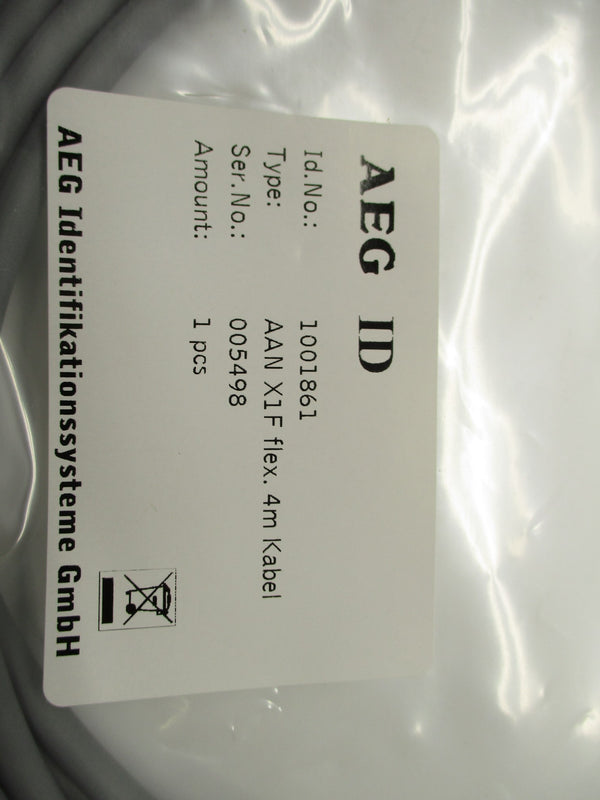 AEG ID
Id.No.: 1001861
Type: AAN X1F flex. 4m Kabel
Ser.No.: 005498
Amount: 1 pcs
AEG Identifikationssysteme GmbH